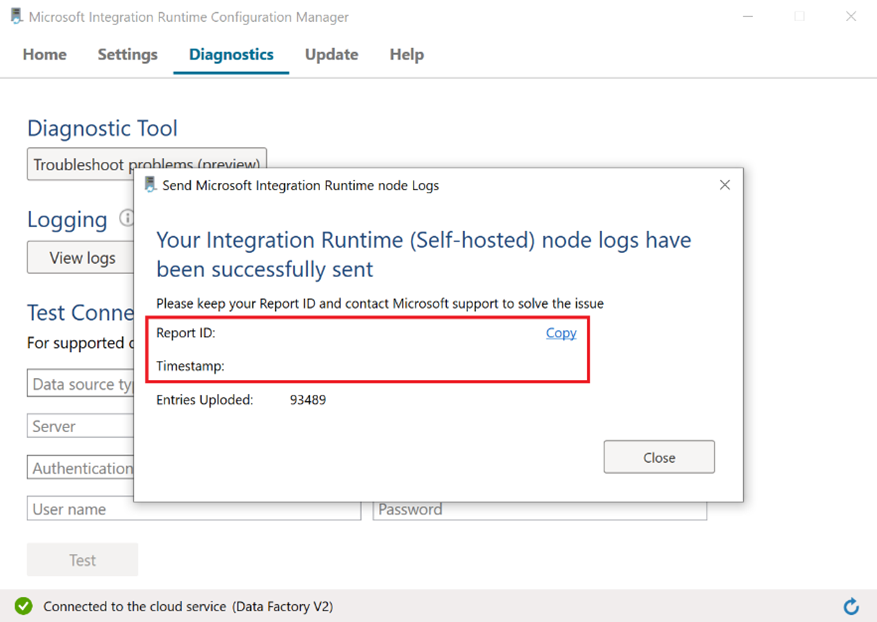 Microsoft Integration Runtime Configuration Manager
Home Settings Diagnostics Update Help
Diagnostic Tool
Troubleshoot problems (preview)
Send Microsoft Integration Runtime node Logs
Logging
View logs
Your Integration Runtime (Self-hosted) node logs have
been successfully sent
Please keep your Report ID and contact Microsoft support to solve the issue
Report ID: Copy
Timestamp:
Entries Uploded: 93489
Close
Test Conne
For supported
Data source typ
Server
Authentication
User name Password
Test
Connected to the cloud service (Data Factory V2)